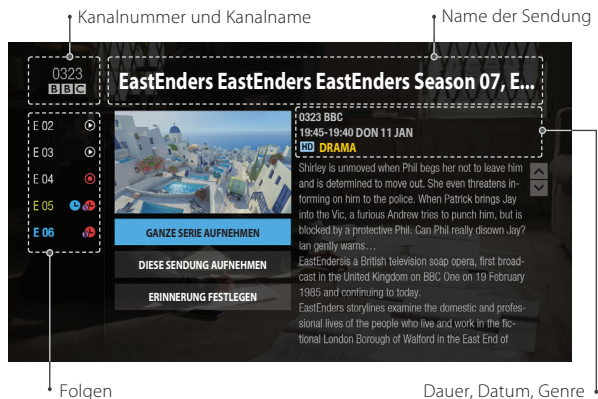 Kanalnummer und Kanalname
Name der Sendung
0323
BBC
EastEnders EastEnders EastEnders Season 07, E...
E 02
E 03
E 04
E 05
E 06
0323 BBC
19:45-19:40 DON 11 JAN
HD DRAMA
Shirley is unmoved when Phil begs her not to leave him
and is determined to move out. She even threatens in-
forming on him to the police. When Patrick brings Jay
into the Vic, a furious Andrew tries to punch him, but is
blocked by a protective Phil. Can Phil really disown Jay?
Ian gently warns…
EastEndersis a British television soap opera, first broad-
cast in the United Kingdom on BBC One on 19 February
1985 and continuing to today.
EastEnders storylines examine the domestic and profes-
sional lives of the people who live and work in the fic-
tional London Borough of Walford in the East End of
GANZE SERIE AUFNEHMEN
DIESE SENDUNG AUFNEHMEN
ERINNERUNG FESTLEGEN
Folgen
Dauer, Datum, Genre